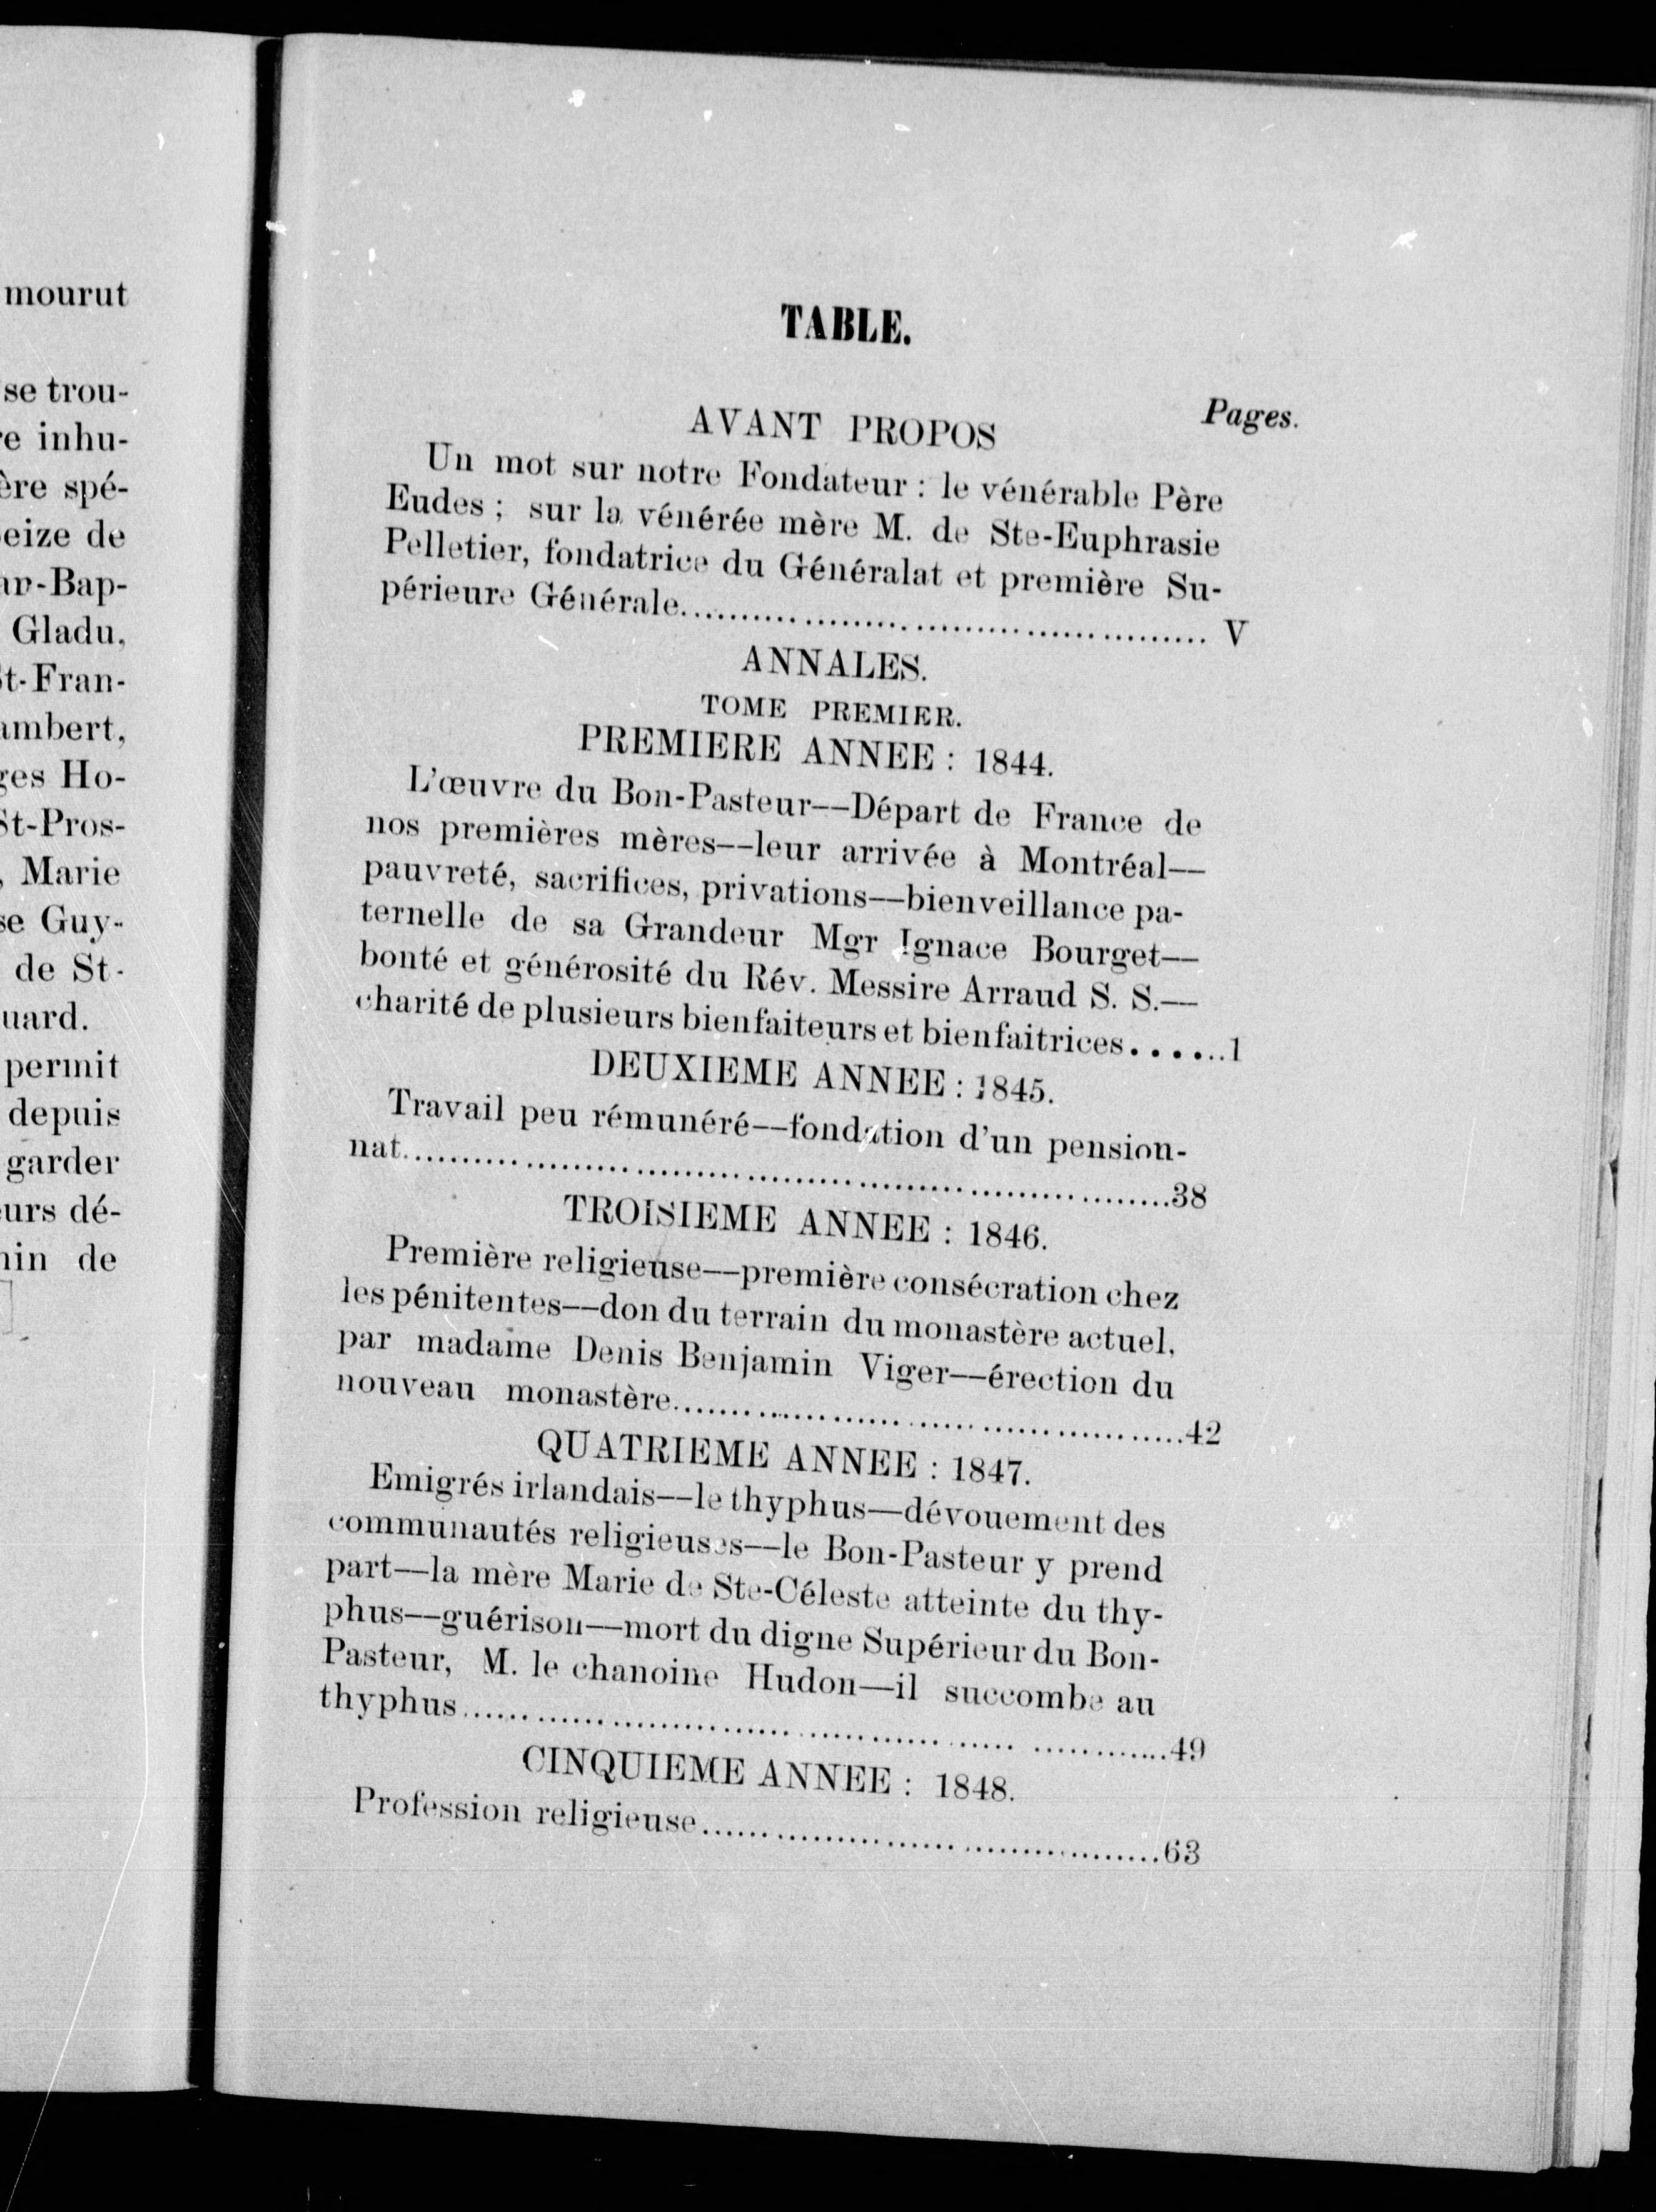 mourut
se trou-
re inhu-
ère spé-
eize de
an-Bap-
Gladu,
St-Fran-
ambert,
ges Ho-
St-Pros-
, Marie
se Guy-
de St-
uard.
permit
depuis
garder
eurs dé-
nin de
TABLE.
Pages.
AVANT PROPOS
Un mot sur notre Fondateur : le vénérable Père
Eudes ; sur la vénérée mère M. de Ste-Euphrasie
Pelletier, fondatrice du Généralat et première Su-
périeure Générale................................................ V
ANNALES.
TOME PREMIER.
PREMIERE ANNEE : 1844.
L'œuvre du Bon-Pasteur—Départ de France de
nos premières mères—leur arrivée à Montréal—
pauvreté, sacrifices, privations—bienveillance pa-
ternelle de sa Grandeur Mgr Ignace Bourget—
bonté et générosité du Rév. Messire Arraud S. S.—
charité de plusieurs bienfaiteurs et bienfaitrices.......1
DEUXIEME ANNEE : 1845.
Travail peu rémunéré—fondation d'un pension-
nat......................................................................38
TROISIEME ANNEE : 1846.
Première religieuse—première consécration chez
les pénitentes—don du terrain du monastère actuel,
par madame Denis Benjamin Viger—érection du
nouveau monastère..............................................42
QUATRIEME ANNEE : 1847.
Emigrés irlandais—le thyphus—dévouement des
communautés religieuses—le Bon-Pasteur y prend
part—la mère Marie de Ste-Céleste atteinte du thy-
phus—guérison—mort du digne Supérieur du Bon-
Pasteur, M. le chanoine Hudon—il succombe au
thyphus................................................................49
CINQUIEME ANNEE : 1848.
Profession religieuse..........................................63